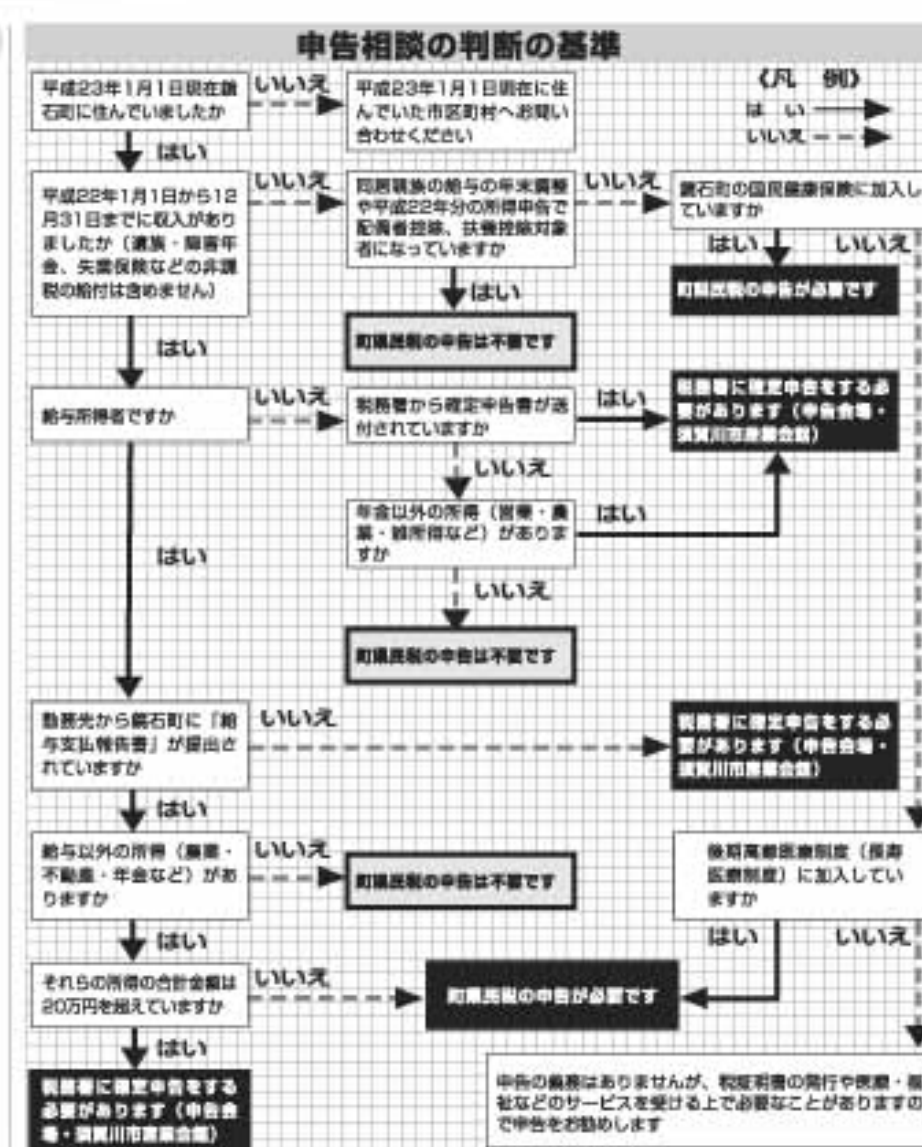 申告相談の判断の基準
平成23年1月1日現在鏡
石町に住んでいましたか
いいえ
平成23年1月1日現在に住
んでいた市区町村へお問い
合わせください
《凡 例》
は い
いいえ
はい
平成22年1月1日から12
月31日までに収入があり
ましたか（遺族・障害年
金、失業保険などの非課
税の給付は含めません）
いいえ
同居親族の給与の年末調整
や平成22年分の所得申告で
配偶者控除、扶養控除対象
者になっていますか
いいえ
鏡石町の国民健康保険に加入し
ていますか
はい
いいえ
町県民税の申告が必要です
はい
町県民税の申告は不要です
はい
給与所得者ですか
いいえ
税務署から確定申告書が送
付されていますか
はい
税務署に確定申告をする必
要があります（申告会場・
須賀川市産業会館）
いいえ
年金以外の所得（営業・農
業・雑所得など）がありま
すか
はい
いいえ
町県民税の申告は不要です
はい
勤務先から鏡石町に『給
与支払報告書』が提出さ
れていますか
いいえ
税務署に確定申告をする必
要があります（申告会場・
須賀川市産業会館）
はい
給与以外の所得（農業・
不動産・年金など）があ
りますか
いいえ
町県民税の申告は不要です
後期高齢医療制度（長寿
医療制度）に加入してい
ますか
はい
いいえ
はい
それらの所得の合計金額は
20万円を超えていますか
いいえ
町県民税の申告が必要です
はい
税務署に確定申告をする
必要があります（申告会
場・須賀川市産業会館）
申告の義務はありませんが、税証明書の発行や医療・福
祉などのサービスを受ける上で必要なことがありますの
で申告をお勧めします